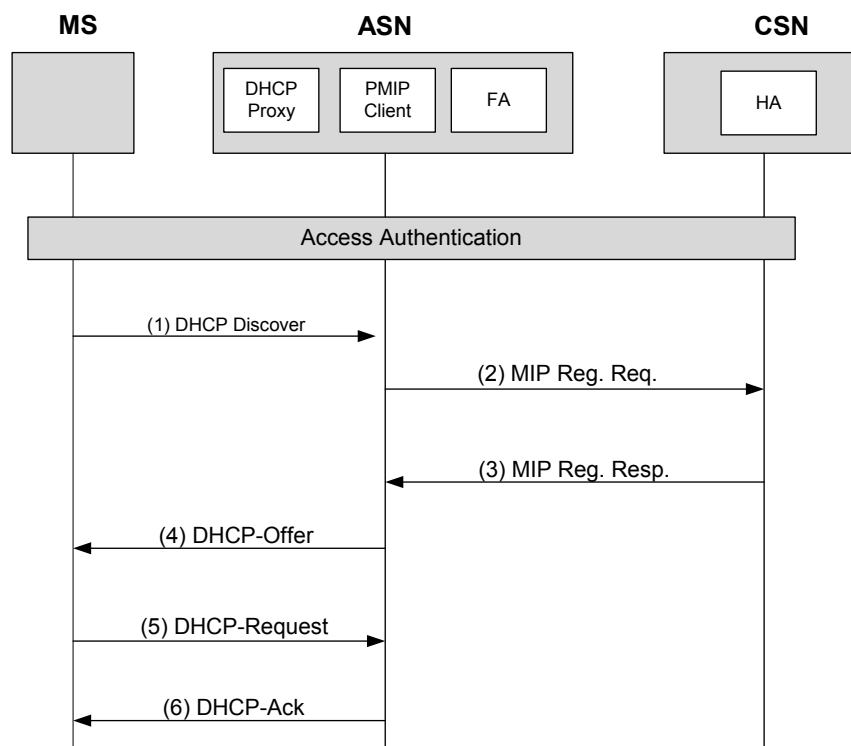 MS
ASN
CSN
DHCP
Proxy
PMIP
Client
FA
HA
Access Authentication
(1) DHCP Discover
(2) MIP Reg. Req.
(3) MIP Reg. Resp.
(4) DHCP-Offer
(5) DHCP-Request
(6) DHCP-Ack